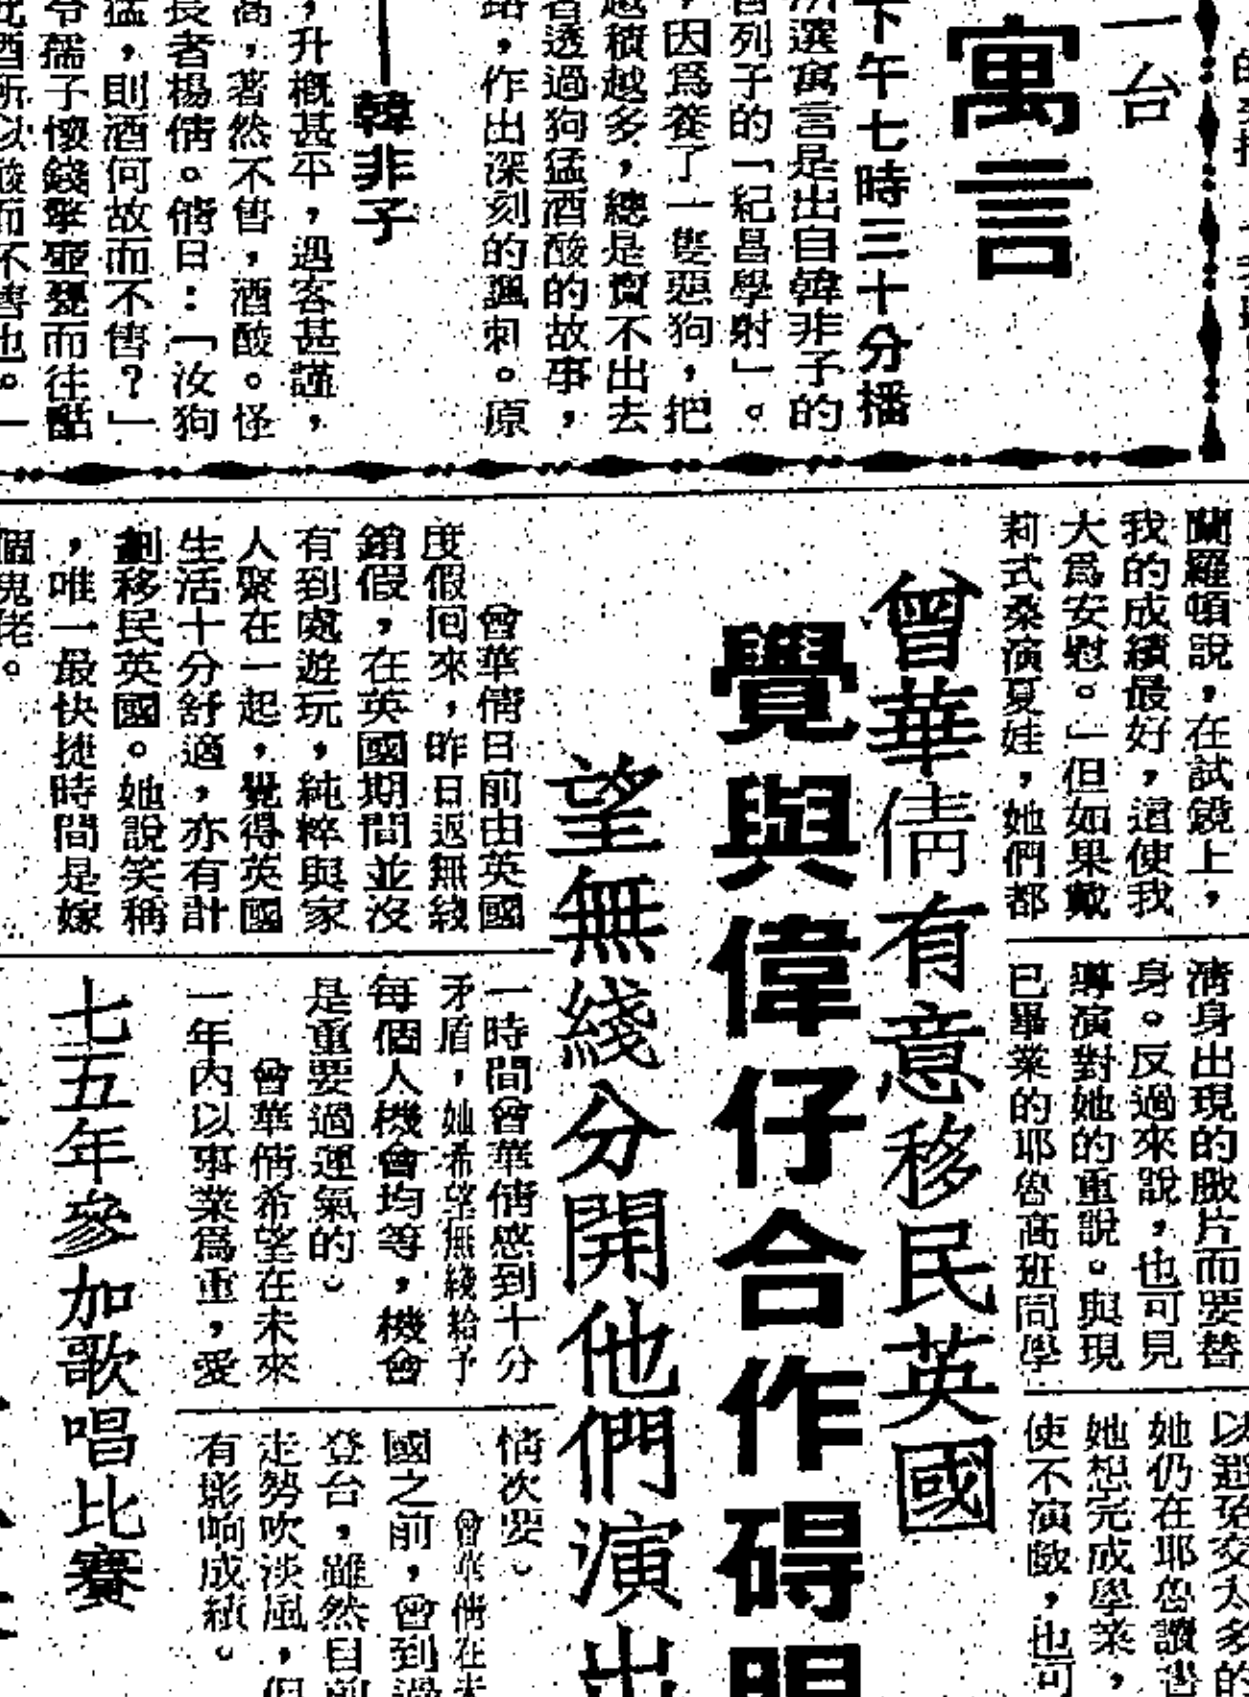 一台
寓言
下午七時三十分播
所選寓言是出自韓非子的
列子的「紀昌學射」。
，因爲養了一隻惡狗，把
越積越多，總是賣不出去
者透過狗猛酒酸的故事，
路，作出深刻的諷刺。原
——韓非子
，升概甚平，遇客甚謹，
高，著然不售，酒酸。怪
長者楊倩。倩曰：「汝狗
猛，則酒何故而不售？」
令孺子懷錢挈壺甕而往酤
此酒所以酸而不售也。一
蘭羅頓說，在試鏡上，
我的成績最好，這使我
大爲安慰。」但如果戴
莉式桑演夏娃，她們都
淸身出現的戲片而要替
身。反過來說，也可見
導演對她的重說。與現
已畢業的耶魯高班同學
以避免交太多的
她仍在耶魯讀書
她想完成學業，
使不演戲，也可
曾華倩有意移民英國
覺與偉仔合作碍
望無綫分開他們演出
曾華倩日前由英國
度假回來，昨日返無綫
銷假，在英國期間並沒
有到處遊玩，純粹與家
人聚在一起，覺得英國
生活十分舒適，亦有計
劃移民英國。她說笑稱
，唯一最快捷時間是嫁
個鬼佬。
一時間曾華倩感到十分
矛盾，她希望無綫給予
每個人機會均等，機會
是重要過運氣的。
曾華倩希望在未來
一年內以事業爲重，愛
情次要。
曾華倩在未
國之前，曾到過
登台，雖然目前
走勢吹淡風，但
有影响成績。
七五年參加歌唱比賽